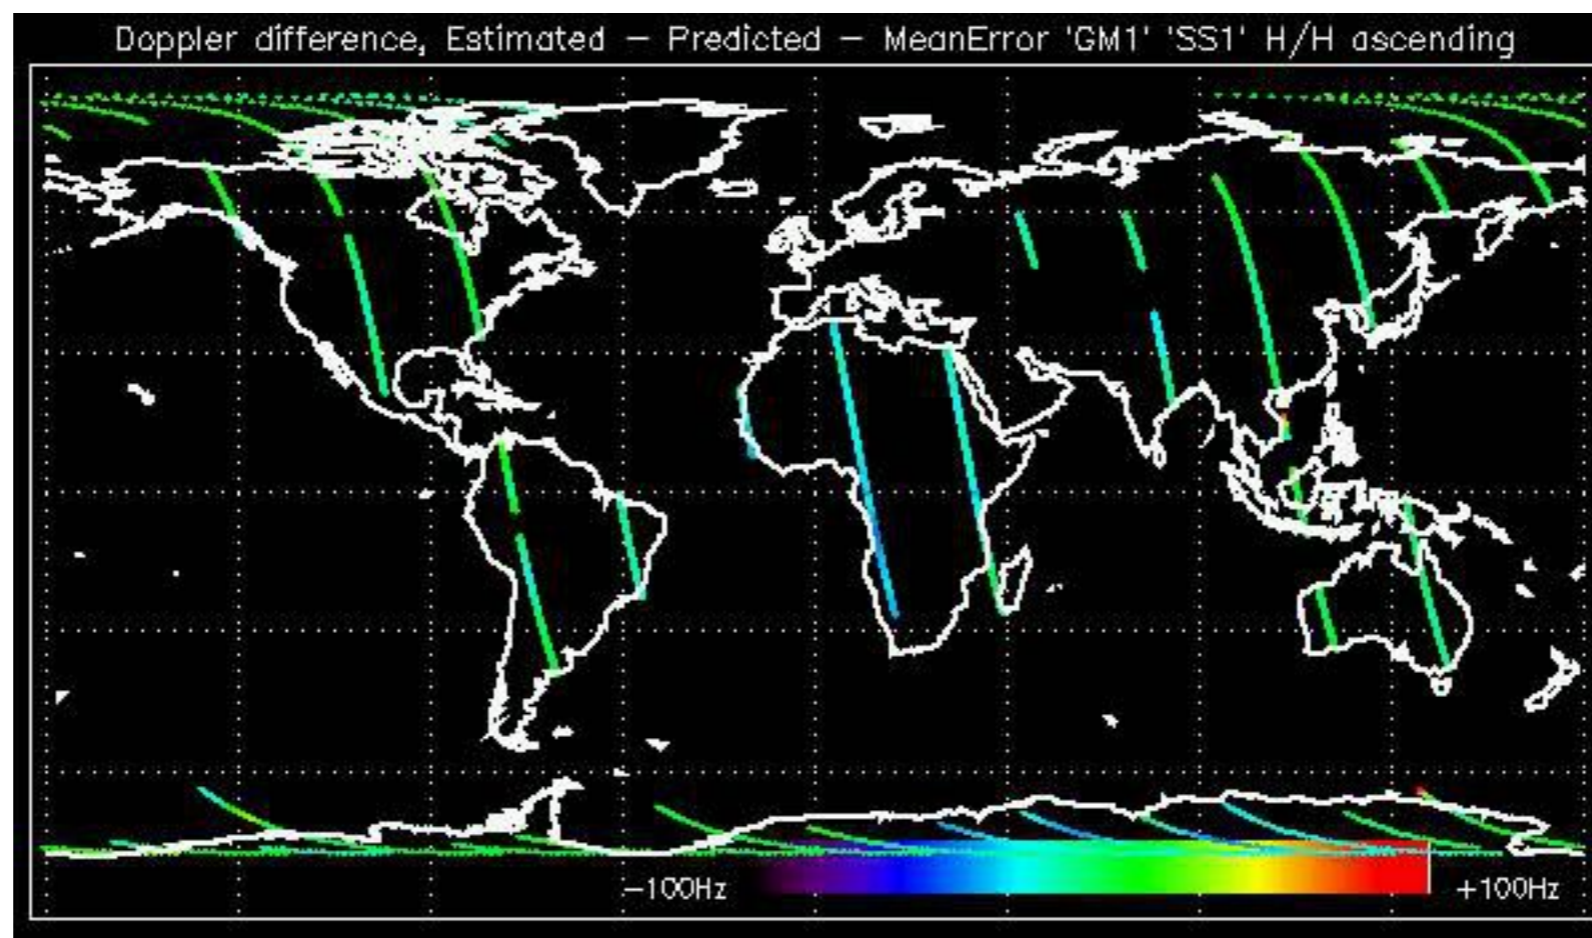 Doppler difference, Estimated − Predicted − MeanError 'GM1' 'SS1' H/H ascending
−100Hz +100Hz